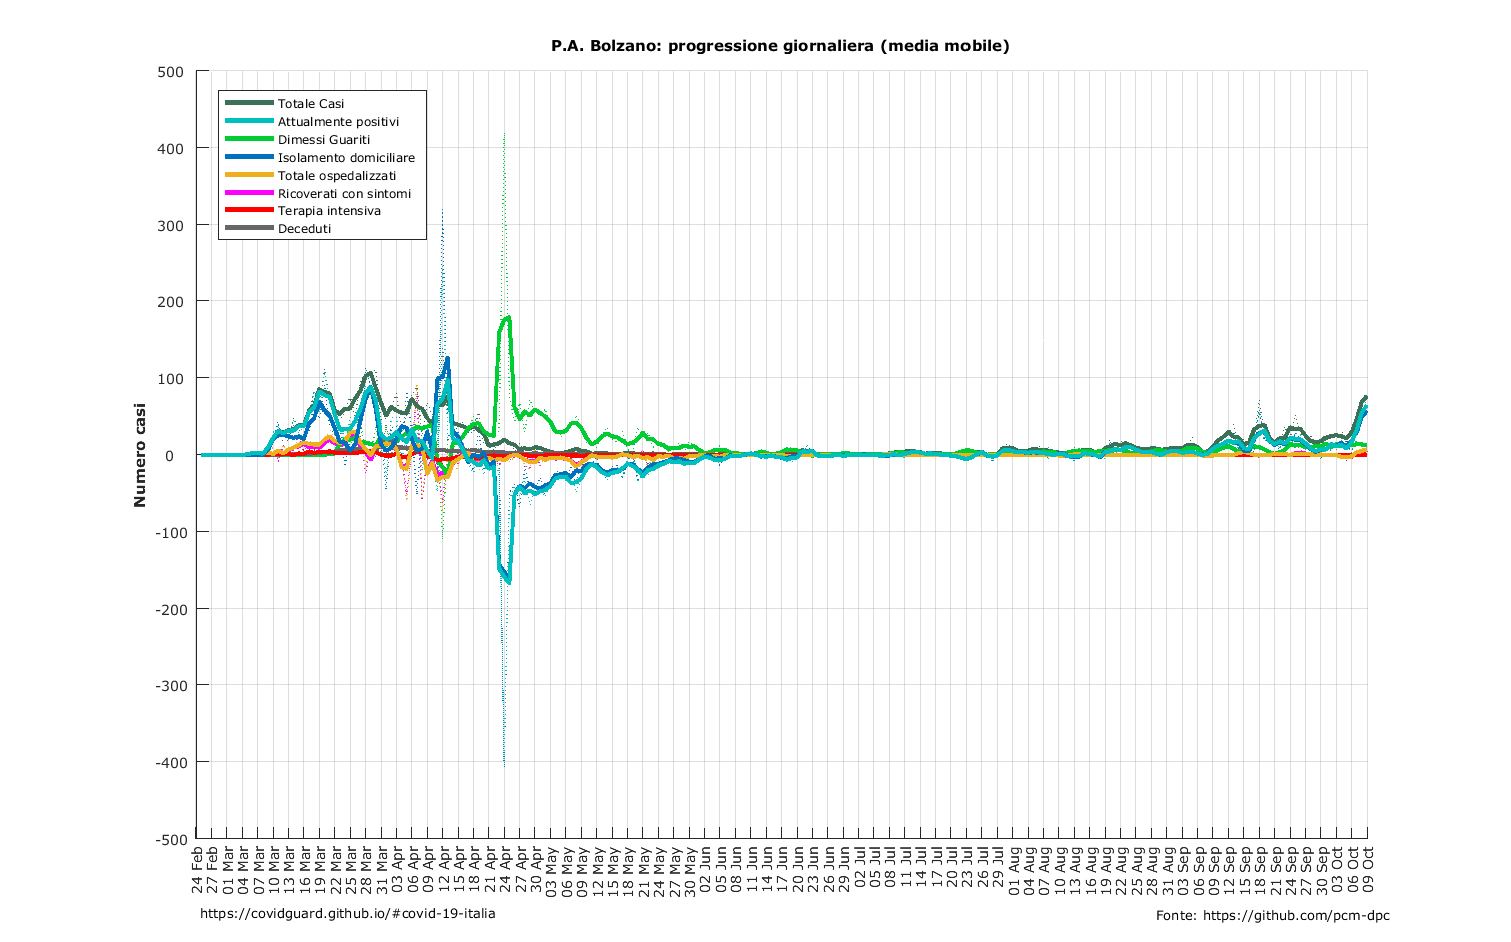 P.A. Bolzano: progressione giornaliera (media mobile)
500
400
300
200
100
0
-100
-200
-300
-400
-500
Numero casi
Totale Casi
Attualmente positivi
Dimessi Guariti
Isolamento domiciliare
Totale ospedalizzati
Ricoverati con sintomi
Terapia intensiva
Deceduti
24 Feb
27 Feb
01 Mar
04 Mar
07 Mar
10 Mar
13 Mar
16 Mar
19 Mar
22 Mar
25 Mar
28 Mar
31 Mar
03 Apr
06 Apr
09 Apr
12 Apr
15 Apr
18 Apr
21 Apr
24 Apr
27 Apr
30 Apr
03 May
06 May
09 May
12 May
15 May
18 May
21 May
24 May
27 May
30 May
02 Jun
05 Jun
08 Jun
11 Jun
14 Jun
17 Jun
20 Jun
23 Jun
26 Jun
29 Jun
02 Jul
05 Jul
08 Jul
11 Jul
14 Jul
17 Jul
20 Jul
23 Jul
26 Jul
29 Jul
01 Aug
04 Aug
07 Aug
10 Aug
13 Aug
16 Aug
19 Aug
22 Aug
25 Aug
28 Aug
31 Aug
03 Sep
06 Sep
09 Sep
12 Sep
15 Sep
18 Sep
21 Sep
24 Sep
27 Sep
30 Sep
03 Oct
06 Oct
09 Oct
https://covidguard.github.io/#covid-19-italia
Fonte: https://github.com/pcm-dpc